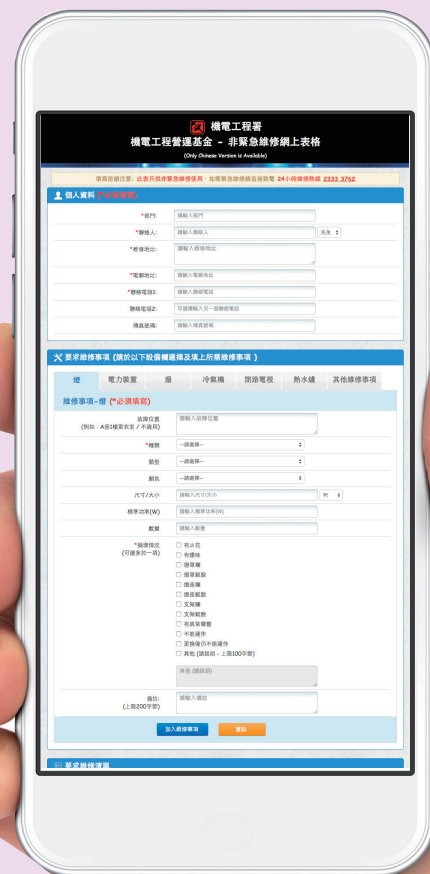 機電工程署
機電工程營運基金 - 非緊急維修網上表格
(Only Chinese Version is Available)
填寫前請注意: 此表只供非緊急維修使用，如需緊急維修請直接致電 24小時維修熱線 2333 3762
個人資料 (*必須填寫)
*部門: 請輸入部門
*聯絡人: 請輸入聯絡人 先生
*維修地址: 請輸入維修地址
*電郵地址: 請輸入電郵地址
*聯絡電話1: 請輸入聯絡電話
聯絡電話2: 可選擇輸入另一個聯絡電話
傳真號碼: 請輸入傳真號碼
要求維修事項 (請於以下設備欄選擇及填上所需維修事項 )
燈 電力裝置 扇 冷氣機 閉路電視 熱水爐 其他維修事項
維修事項-燈 (*必須填寫)
故障位置 請輸入故障位置
(例如 : A座1樓更衣室 / 不適用)
*種類 --請選擇--
類型 --請選擇--
顏色 --請選擇--
尺寸/大小 請輸入尺寸/大小 呎
標準功率(W) 請輸入標準功率(W)
數量 請輸入數量
*損壞情況
(可選多於一項)
有火花
有燶味
燈罩爛
燈罩鬆脫
燈座爛
燈座鬆脫
支架爛
支架鬆脫
有異常聲響
不能運作
更換後仍不能運作
其他 (請說明 - 上限100字節)
其他 (請說明)
備註: 請輸入備註
(上限200字節)
加入維修事項 重設
要求維修清單